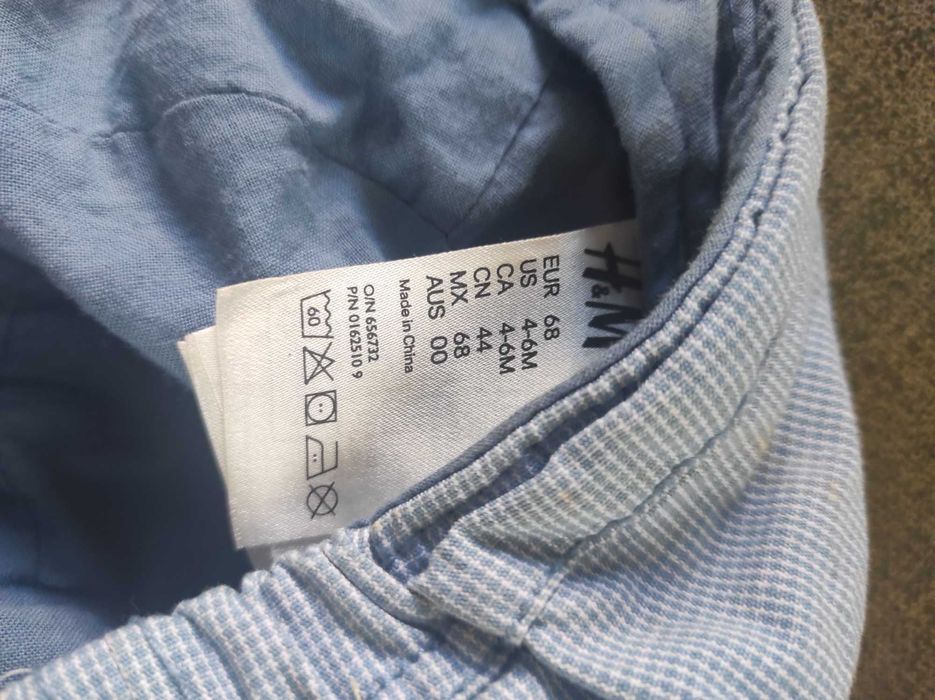 H&M
EUR 68
US 4-6M
CA 4-6M
CN 44
MX 68
AUS 00
Made in China
O/N 656732
P/N 0162510 9
60